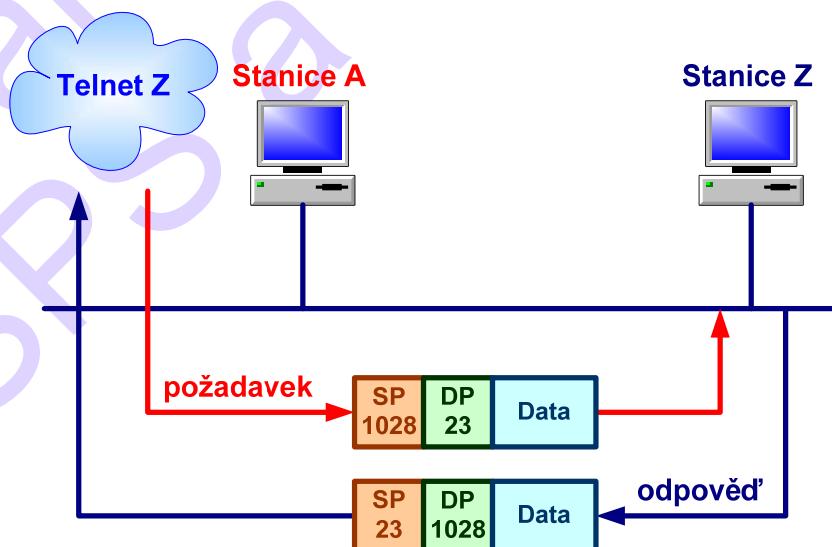 Telnet Z
Stanice A
Stanice Z
požadavek
SP
1028
DP
23
Data
odpověď
SP
23
DP
1028
Data